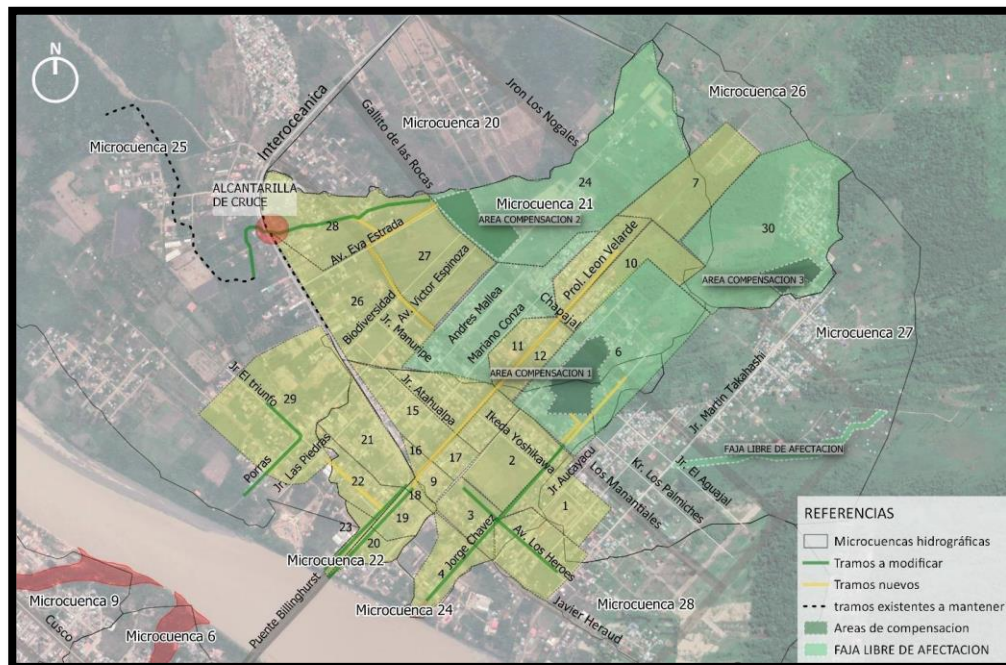 N
Microcuenca 26
Interoceanica
Gallito de las Rocas
Microcuenca 20
Jron Los Nogales
Microcuenca 25
ALCANTARILLA
DE CRUCE
24
Microcuenca 21
AREA COMPENSACION 2
7
28
Av. Eva Estrada
30
27
Av. Victor Espinoza
Prol. Leon Velarde
10
AREA COMPENSACION 3
26
Biodiversidad
Jr. Manuripe
Andres Mallea
Mariano Conza
Chapajal
Microcuenca 27
11
12
6
AREA COMPENSACION 1
Jr. Martin Takahashi
Jr. El triunfo
29
Jr. Atahualpa
15
Ikeda Yoshikawa
21
16
17
2
Jr. Aucayacu
Los Manantiales
Kr. Los Palmiches
Jr. El Aguajal
FAJA LIBRE DE AFECTACION
Porras
Jr. Las Piedras
22
9
18
19
3
1
23
20
Jorge Chavez
Av. Los Heroes
Microcuenca 22
4
Puente Billinghurst
Microcuenca 24
Javier Heraud
Microcuenca 28
Microcuenca 9
Cusco
Microcuenca 6
REFERENCIAS
Microcuencas hidrográficas
Tramos a modificar
Tramos nuevos
tramos existentes a mantener
Areas de compensacion
FAJA LIBRE DE AFECTACION